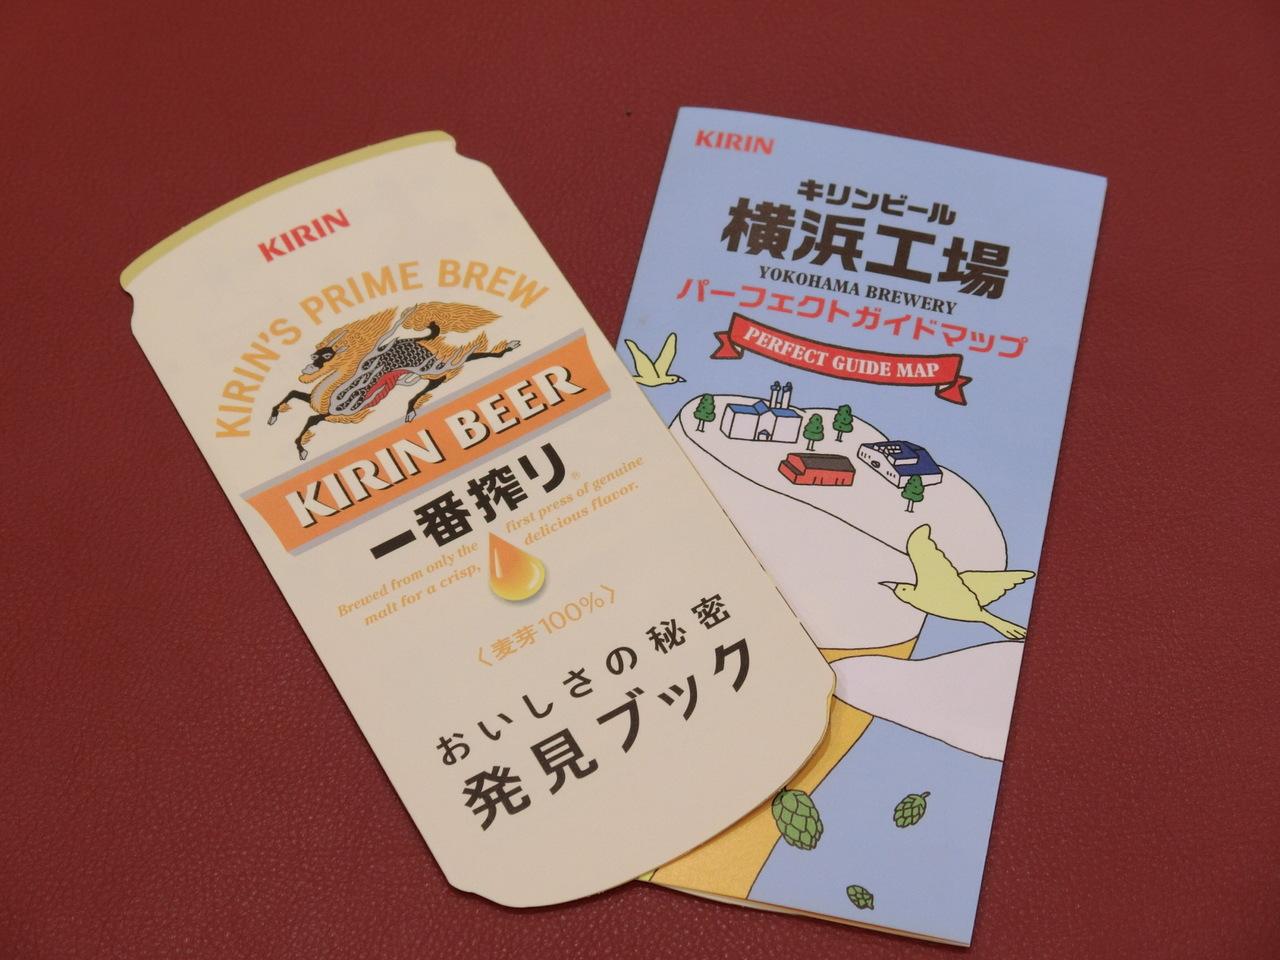 KIRIN
KIRIN'S PRIME BREW
KIRIN BEER
一番搾り®
Brewed from only the first press of genuine
malt for a crisp, delicious flavor.
〈麦芽100%〉
おいしさの秘密
発見ブック
KIRIN
キリンビール
横浜工場
YOKOHAMA BREWERY
パーフェクトガイドマップ
PERFECT GUIDE MAP